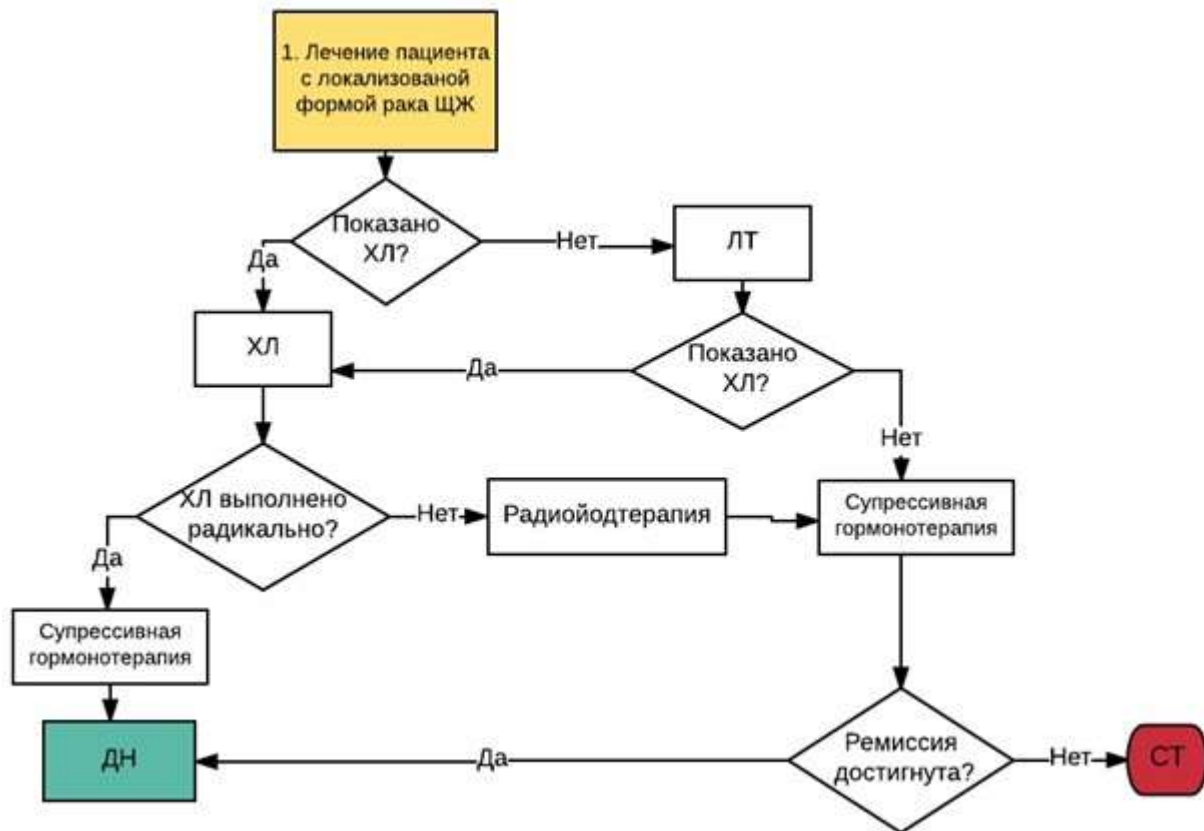 1. Лечение пациента
с локализованой
формой рака ЩЖ
Показано
ХЛ?
Да
Нет
ЛТ
ХЛ
Да
Показано
ХЛ?
Нет
ХЛ выполнено
радикально?
Нет
Радиойодтерапия
Супрессивная
гормонотерапия
Да
Супрессивная
гормонотерапия
ДН
Да
Ремиссия
достигнута?
Нет
СТ